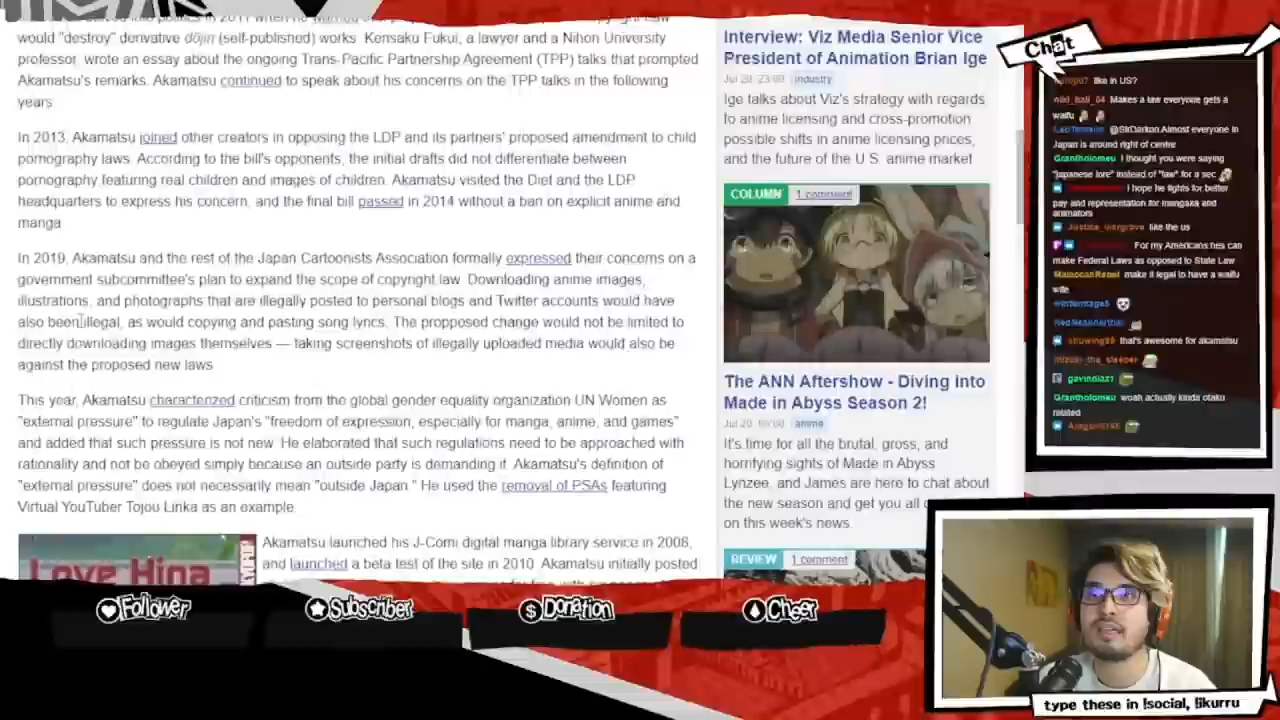 would "destroy" derivative dōjin (self-published) works. Kensaku Fukui, a lawyer and a Nihon University
professor, wrote an essay about the ongoing Trans-Pacific Partnership Agreement (TPP) talks that prompted
Akamatsu's remarks. Akamatsu continued to speak about his concerns on the TPP talks in the following
years.
In 2013, Akamatsu joined other creators in opposing the LDP and its partners' proposed amendment to child
pornography laws. According to the bill's opponents, the initial drafts did not differentiate between
pornography featuring real children and images of children. Akamatsu visited the Diet and the LDP
headquarters to express his concern, and the final bill passed in 2014 without a ban on explicit anime and
manga.
In 2019, Akamatsu and the rest of the Japan Cartoonists Association formally expressed their concerns on a
government subcommittee's plan to expand the scope of copyright law. Downloading anime images,
illustrations, and photographs that are illegally posted to personal blogs and Twitter accounts would have
also been illegal, as would copying and pasting song lyrics. The propposed change would not be limited to
directly downloading images themselves — taking screenshots of illegally uploaded media would also be
against the proposed new laws.
This year, Akamatsu characterized criticism from the global gender equality organization UN Women as
"external pressure" to regulate Japan's "freedom of expression, especially for manga, anime, and games"
and added that such pressure is not new. He elaborated that such regulations need to be approached with
rationality and not be obeyed simply because an outside party is demanding it. Akamatsu's definition of
"external pressure" does not necessarily mean "outside Japan." He used the removal of PSAs featuring
Virtual YouTuber Tojou Linka as an example.
Love Hina
Akamatsu launched his J-Comi digital manga library service in 2008,
and launched a beta test of the site in 2010. Akamatsu initially posted
Interview: Viz Media Senior Vice
President of Animation Brian Ige
Jul 20, 23:00 industry
Ige talks about Viz's strategy with regards
to anime licensing and cross-promotion
possible shifts in anime licensing prices,
and the future of the U.S. anime market
COLUMN 1 comment
The ANN Aftershow - Diving into
Made in Abyss Season 2!
Jul 20, anime
It's time for all the brutal, gross, and
horrifying sights of Made in Abyss
Lynzee, and James are here to chat about
the new season and get you all
on this week's news.
REVIEW 1 comment
Chat
like in US?
Makes a law everyone gets a
waifu
@SirDarkon Almost everyone in
Japan is around right of centre
Grantholomeu I thought you were saying
"japanese lore" instead of "law" for a sec
I hope he fights for better
pay and representation for mangaka and
animators
like the us
For my Americans hes can
make Federal Laws as opposed to State Law
make it legal to have a waifu
wife
that's awesome for akamatsu
gavindia21
Grantholomeu woah actually kinda otaku
related
Follower
Subscriber
Donation
Cheer
type these in !social, !ikurru